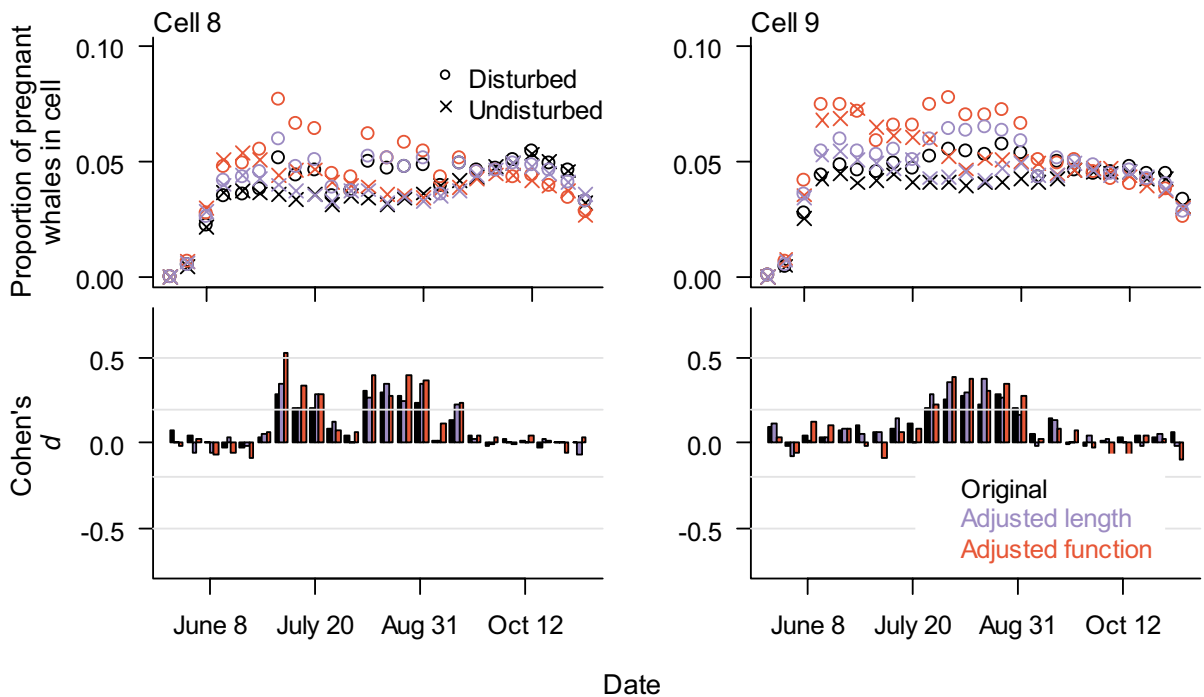 Cell 8
Cell 9
Proportion of pregnant
whales in cell
0.10
0.05
0.00
Disturbed
Undisturbed
0.10
0.05
0.00
Cohen's
d
0.5
0.0
-0.5
0.5
0.0
-0.5
Original
Adjusted length
Adjusted function
June 8 July 20 Aug 31 Oct 12
June 8 July 20 Aug 31 Oct 12
Date